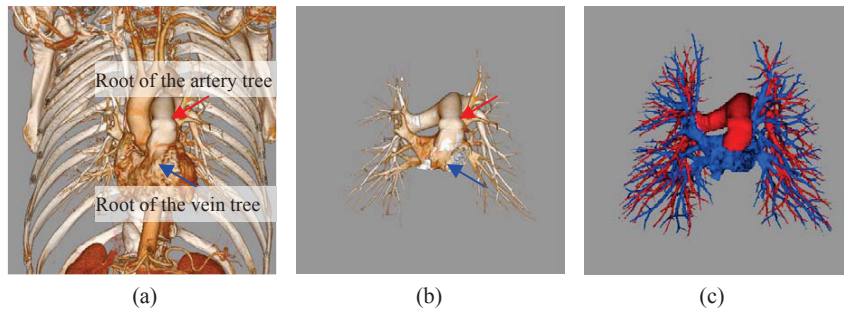 Root of the artery tree
Root of the vein tree
(a)
(b)
(c)